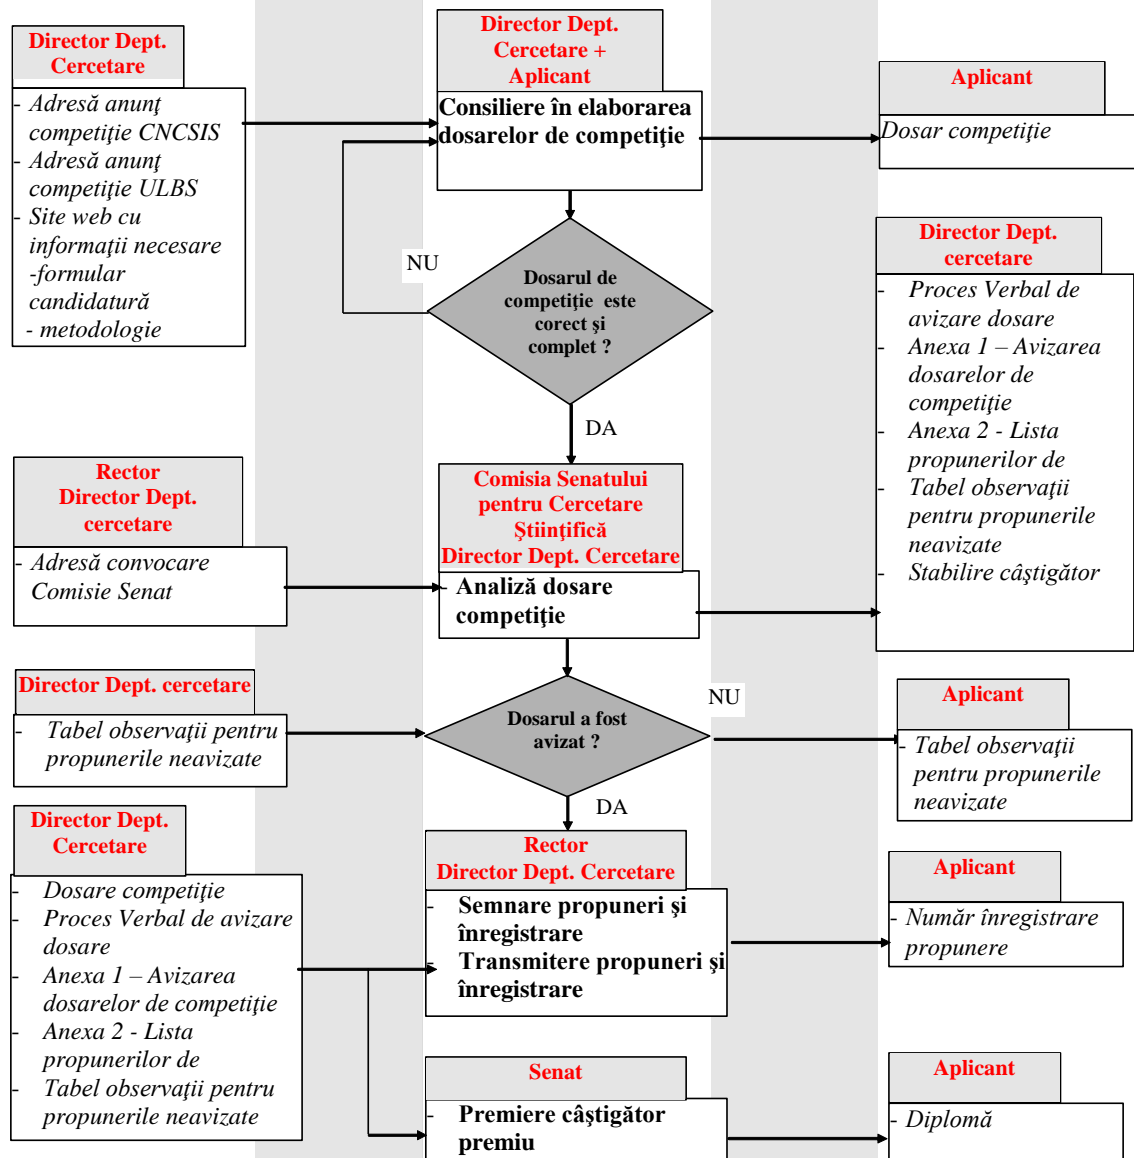 Director Dept.
Cercetare
- Adresă anunţ
competiţie CNCSIS
- Adresă anunţ
competiţie ULBS
- Site web cu
informaţii necesare
-formular
candidatură
- metodologie
Director Dept.
Cercetare +
Aplicant
Consiliere în elaborarea
dosarelor de competiţie
Aplicant
Dosar competiţie
NU
Dosarul de
competiţie este
corect şi
complet ?
DA
Director Dept.
cercetare
- Proces Verbal de
avizare dosare
- Anexa 1 – Avizarea
dosarelor de
competiţie
- Anexa 2 - Lista
propunerilor de
- Tabel observaţii
pentru propunerile
neavizate
- Stabilire câştigător
Rector
Director Dept.
cercetare
- Adresă convocare
Comisie Senat
Comisia Senatului
pentru Cercetare
Ştiinţifică
Director Dept. Cercetare
- Analiză dosare
competiţie
Director Dept. cercetare
- Tabel observaţii pentru
propunerile neavizate
Dosarul a fost
avizat ?
NU
DA
Aplicant
- Tabel observaţii
pentru propunerile
neavizate
Director Dept.
Cercetare
- Dosare competiţie
- Proces Verbal de avizare
dosare
- Anexa 1 – Avizarea
dosarelor de competiţie
- Anexa 2 - Lista
propunerilor de
- Tabel observaţii pentru
propunerile neavizate
Rector
Director Dept. Cercetare
- Semnare propuneri şi
înregistrare
- Transmitere propuneri şi
înregistrare
Aplicant
- Număr înregistrare
propunere
Senat
- Premiere câştigător
premiu
Aplicant
- Diplomă